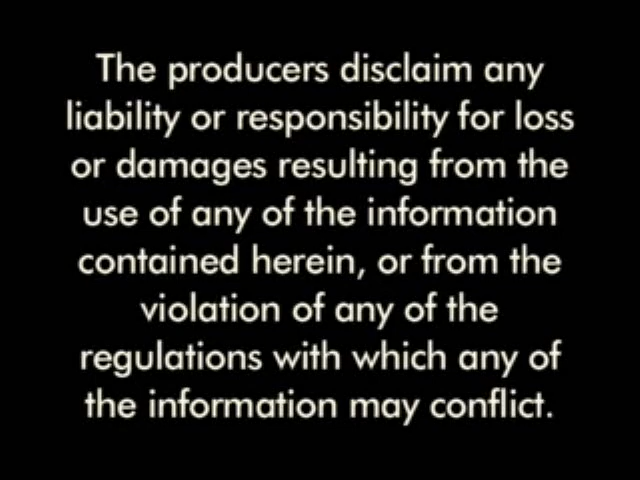 The producers disclaim any
liability or responsibility for loss
or damages resulting from the
use of any of the information
contained herein, or from the
violation of any of the
regulations with which any of
the information may conflict.